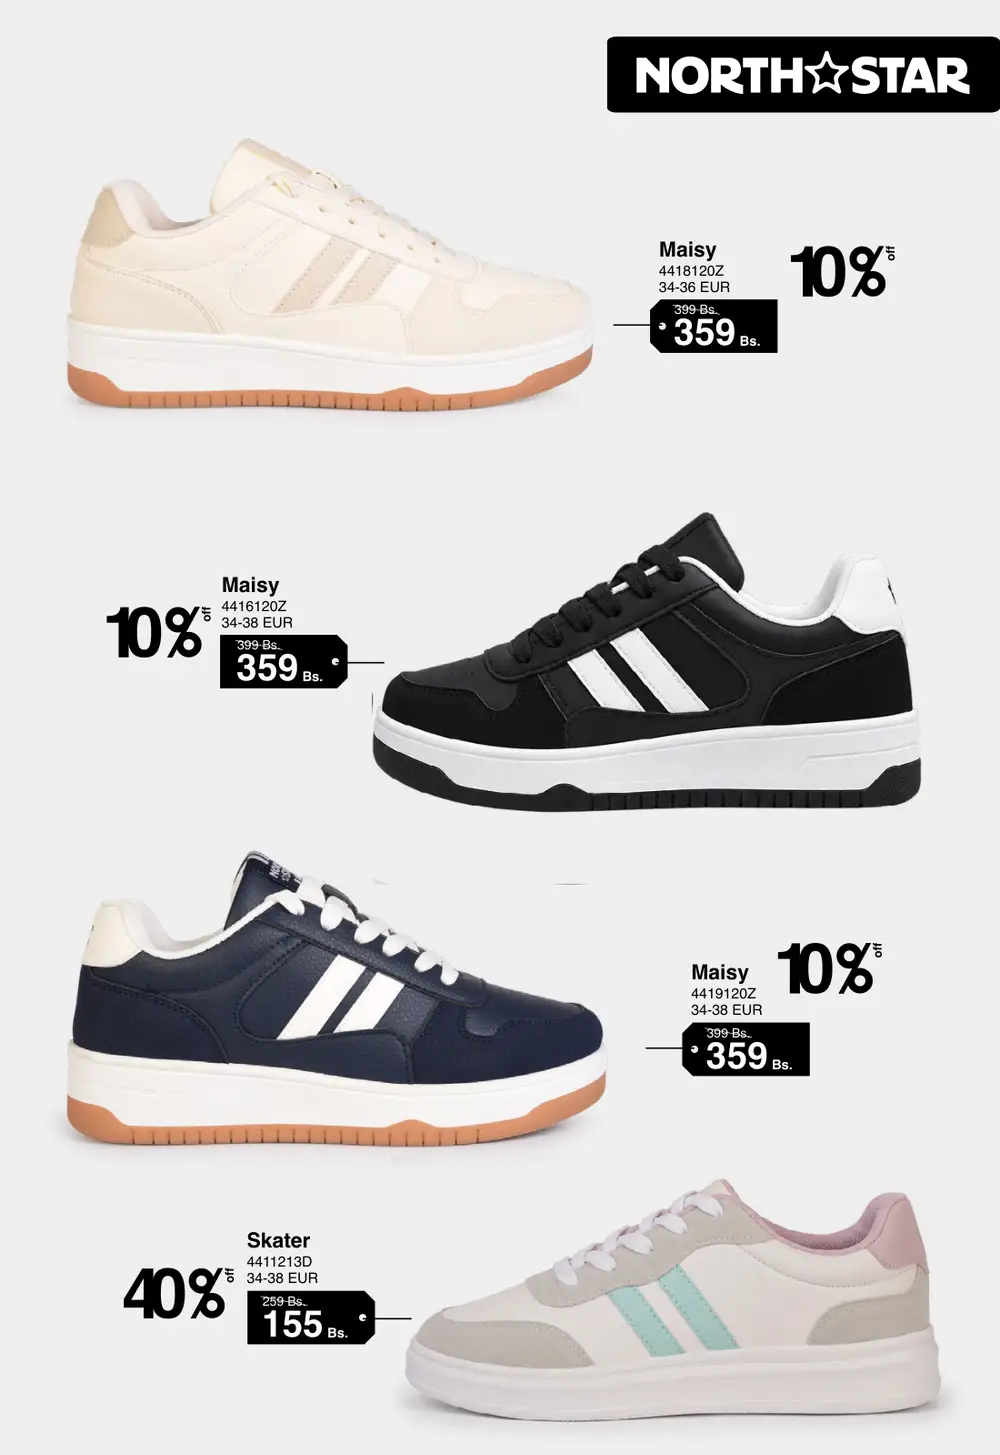 NORTH STAR
Maisy
4418120Z
34-36 EUR
399 Bs.
359 Bs.
10% off
Maisy
4416120Z
34-38 EUR
399 Bs.
359 Bs.
10% off
Maisy
4419120Z
34-38 EUR
399 Bs.
359 Bs.
10% off
Skater
4411213D
34-38 EUR
259 Bs.
155 Bs.
40% off